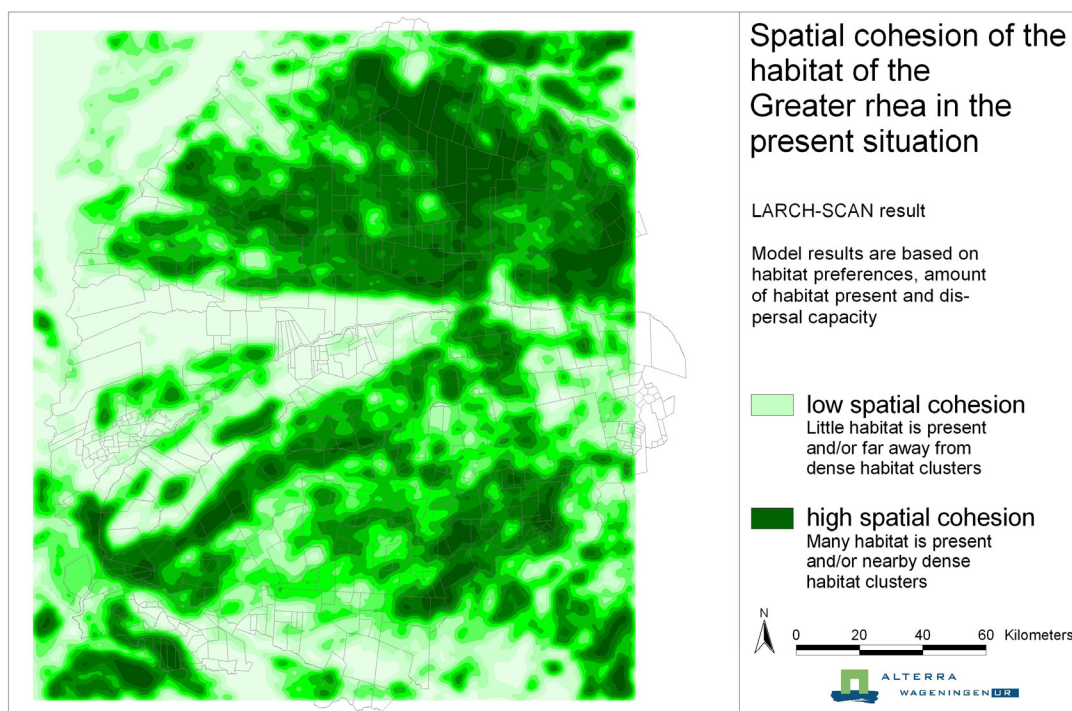 Spatial cohesion of the
habitat of the
Greater rhea in the
present situation
LARCH-SCAN result
Model results are based on
habitat preferences, amount
of habitat present and dis-
persal capacity
low spatial cohesion
Little habitat is present
and/or far away from
dense habitat clusters
high spatial cohesion
Many habitat is present
and/or nearby dense
habitat clusters
N
0 20 40 60 Kilometers
ALTERRA
WAGENINGEN UR